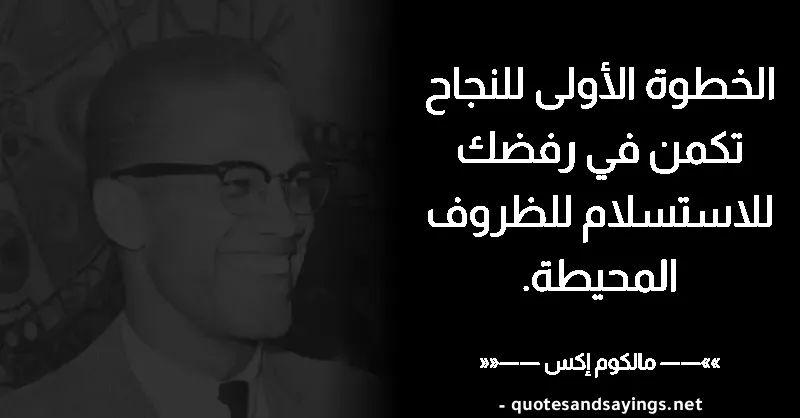 الخطوة الأولى للنجاح
تكمن في رفضك
للاستسلام للظروف
المحيطة.
»»—— مالكوم إكس ——««
- quotesandsayings.net